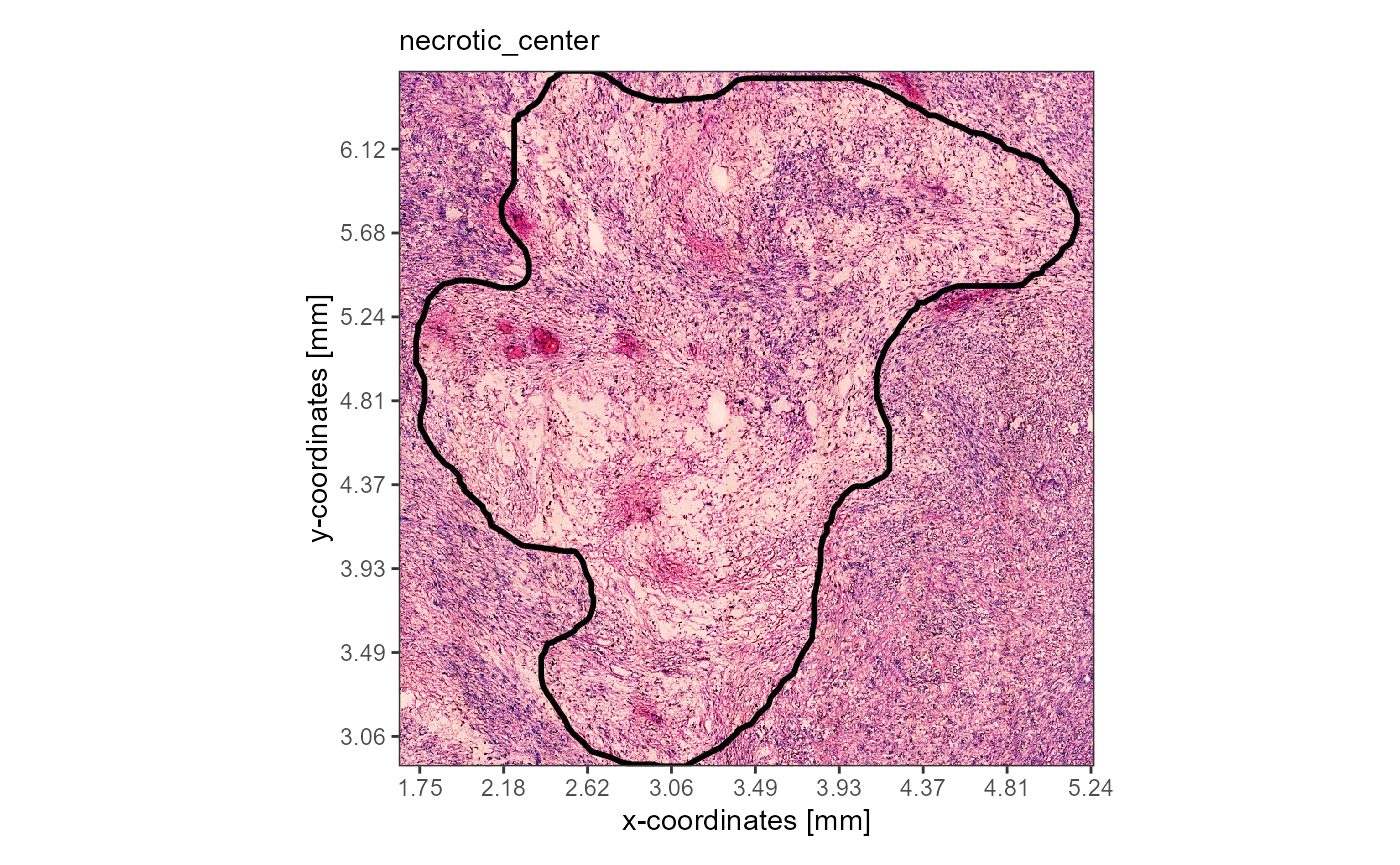 necrotic_center
6.12
5.68
5.24
4.81
4.37
3.93
3.49
3.06
y-coordinates [mm]
1.75 2.18 2.62 3.06 3.49 3.93 4.37 4.81 5.24
x-coordinates [mm]